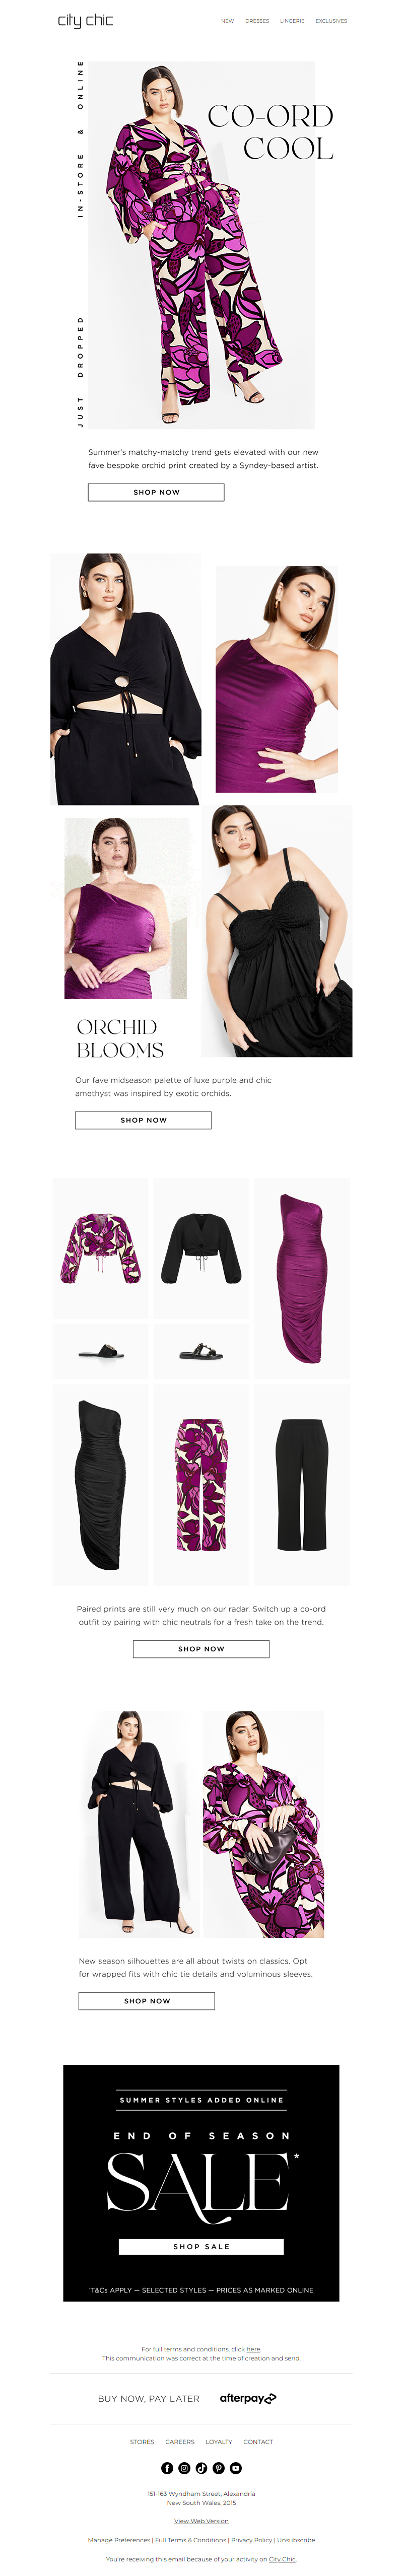 city chic
NEW DRESSES LINGERIE EXCLUSIVES
JUST DROPPED IN-STORE & ONLINE
CO-ORD
COOL
Summer's matchy-matchy trend gets elevated with our new
fave bespoke orchid print created by a Syndey-based artist.
SHOP NOW
ORCHID
BLOOMS
Our fave midseason palette of luxe purple and chic
amethyst was inspired by exotic orchids.
SHOP NOW
Paired prints are still very much on our radar. Switch up a co-ord
outfit by pairing with chic neutrals for a fresh take on the trend.
SHOP NOW
New season silhouettes are all about twists on classics. Opt
for wrapped fits with chic tie details and voluminous sleeves.
SHOP NOW
SUMMER STYLES ADDED ONLINE
END OF SEASON
SALE*
SHOP SALE
*T&Cs APPLY — SELECTED STYLES — PRICES AS MARKED ONLINE
For full terms and conditions, click here.
This communication was correct at the time of creation and send.
BUY NOW, PAY LATER afterpay
STORES CAREERS LOYALTY CONTACT
151-163 Wyndham Street, Alexandria
New South Wales, 2015
View Web Version
Manage Preferences | Full Terms & Conditions | Privacy Policy | Unsubscribe
You're receiving this email because of your activity on City Chic.